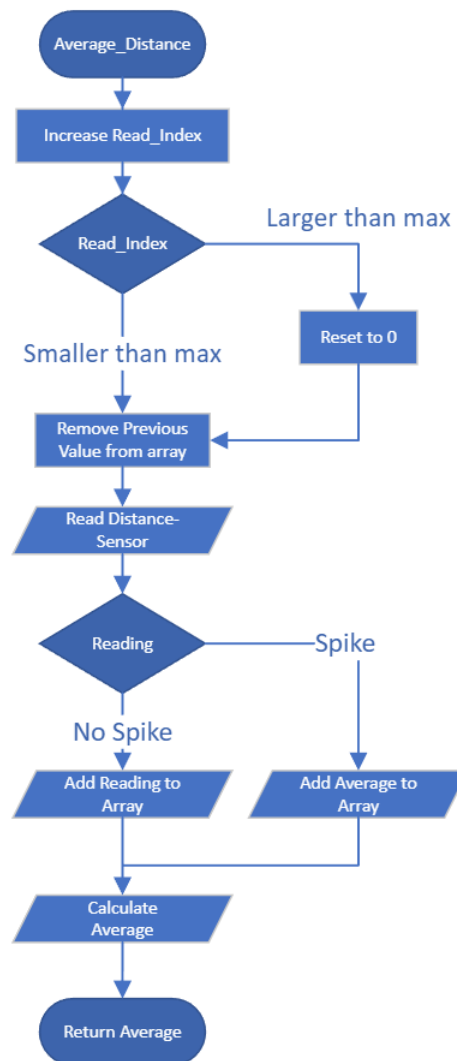 Average_Distance
Increase Read_Index
Larger than max
Read_Index
Reset to 0
Smaller than max
Remove Previous
Value from array
Read Distance-
Sensor
Reading
Spike
No Spike
Add Reading to
Array
Add Average to
Array
Calculate
Average
Return Average